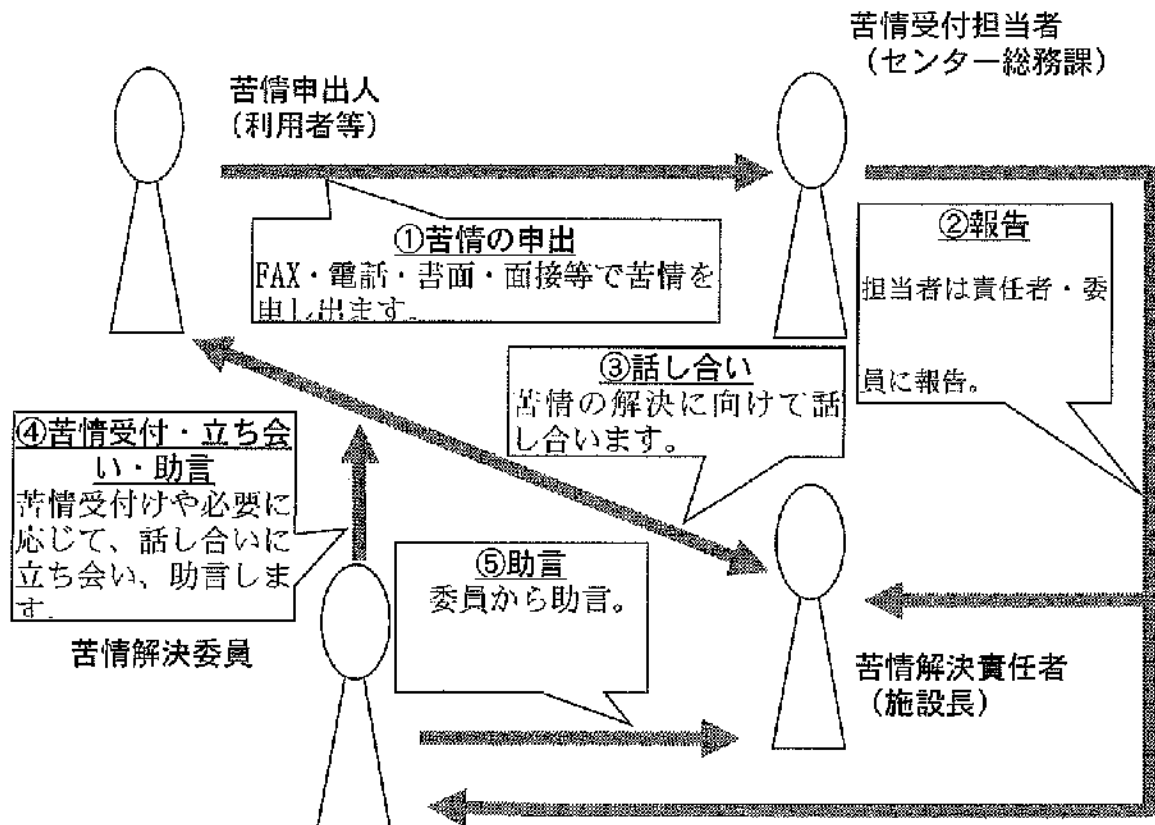 苦情受付担当者
（センター総務課）
苦情申出人
（利用者等）
①苦情の申出
FAX・電話・書面・面接等で苦情を
申し出ます。
②報告
担当者は責任者・委
員に報告。
③話し合い
苦情の解決に向けて話
し合います。
④苦情受付・立ち会
い・助言
苦情受付けや必要に
応じて、話し合いに
立ち会い、助言しま
す。
⑤助言
委員から助言。
苦情解決委員
苦情解決責任者
（施設長）